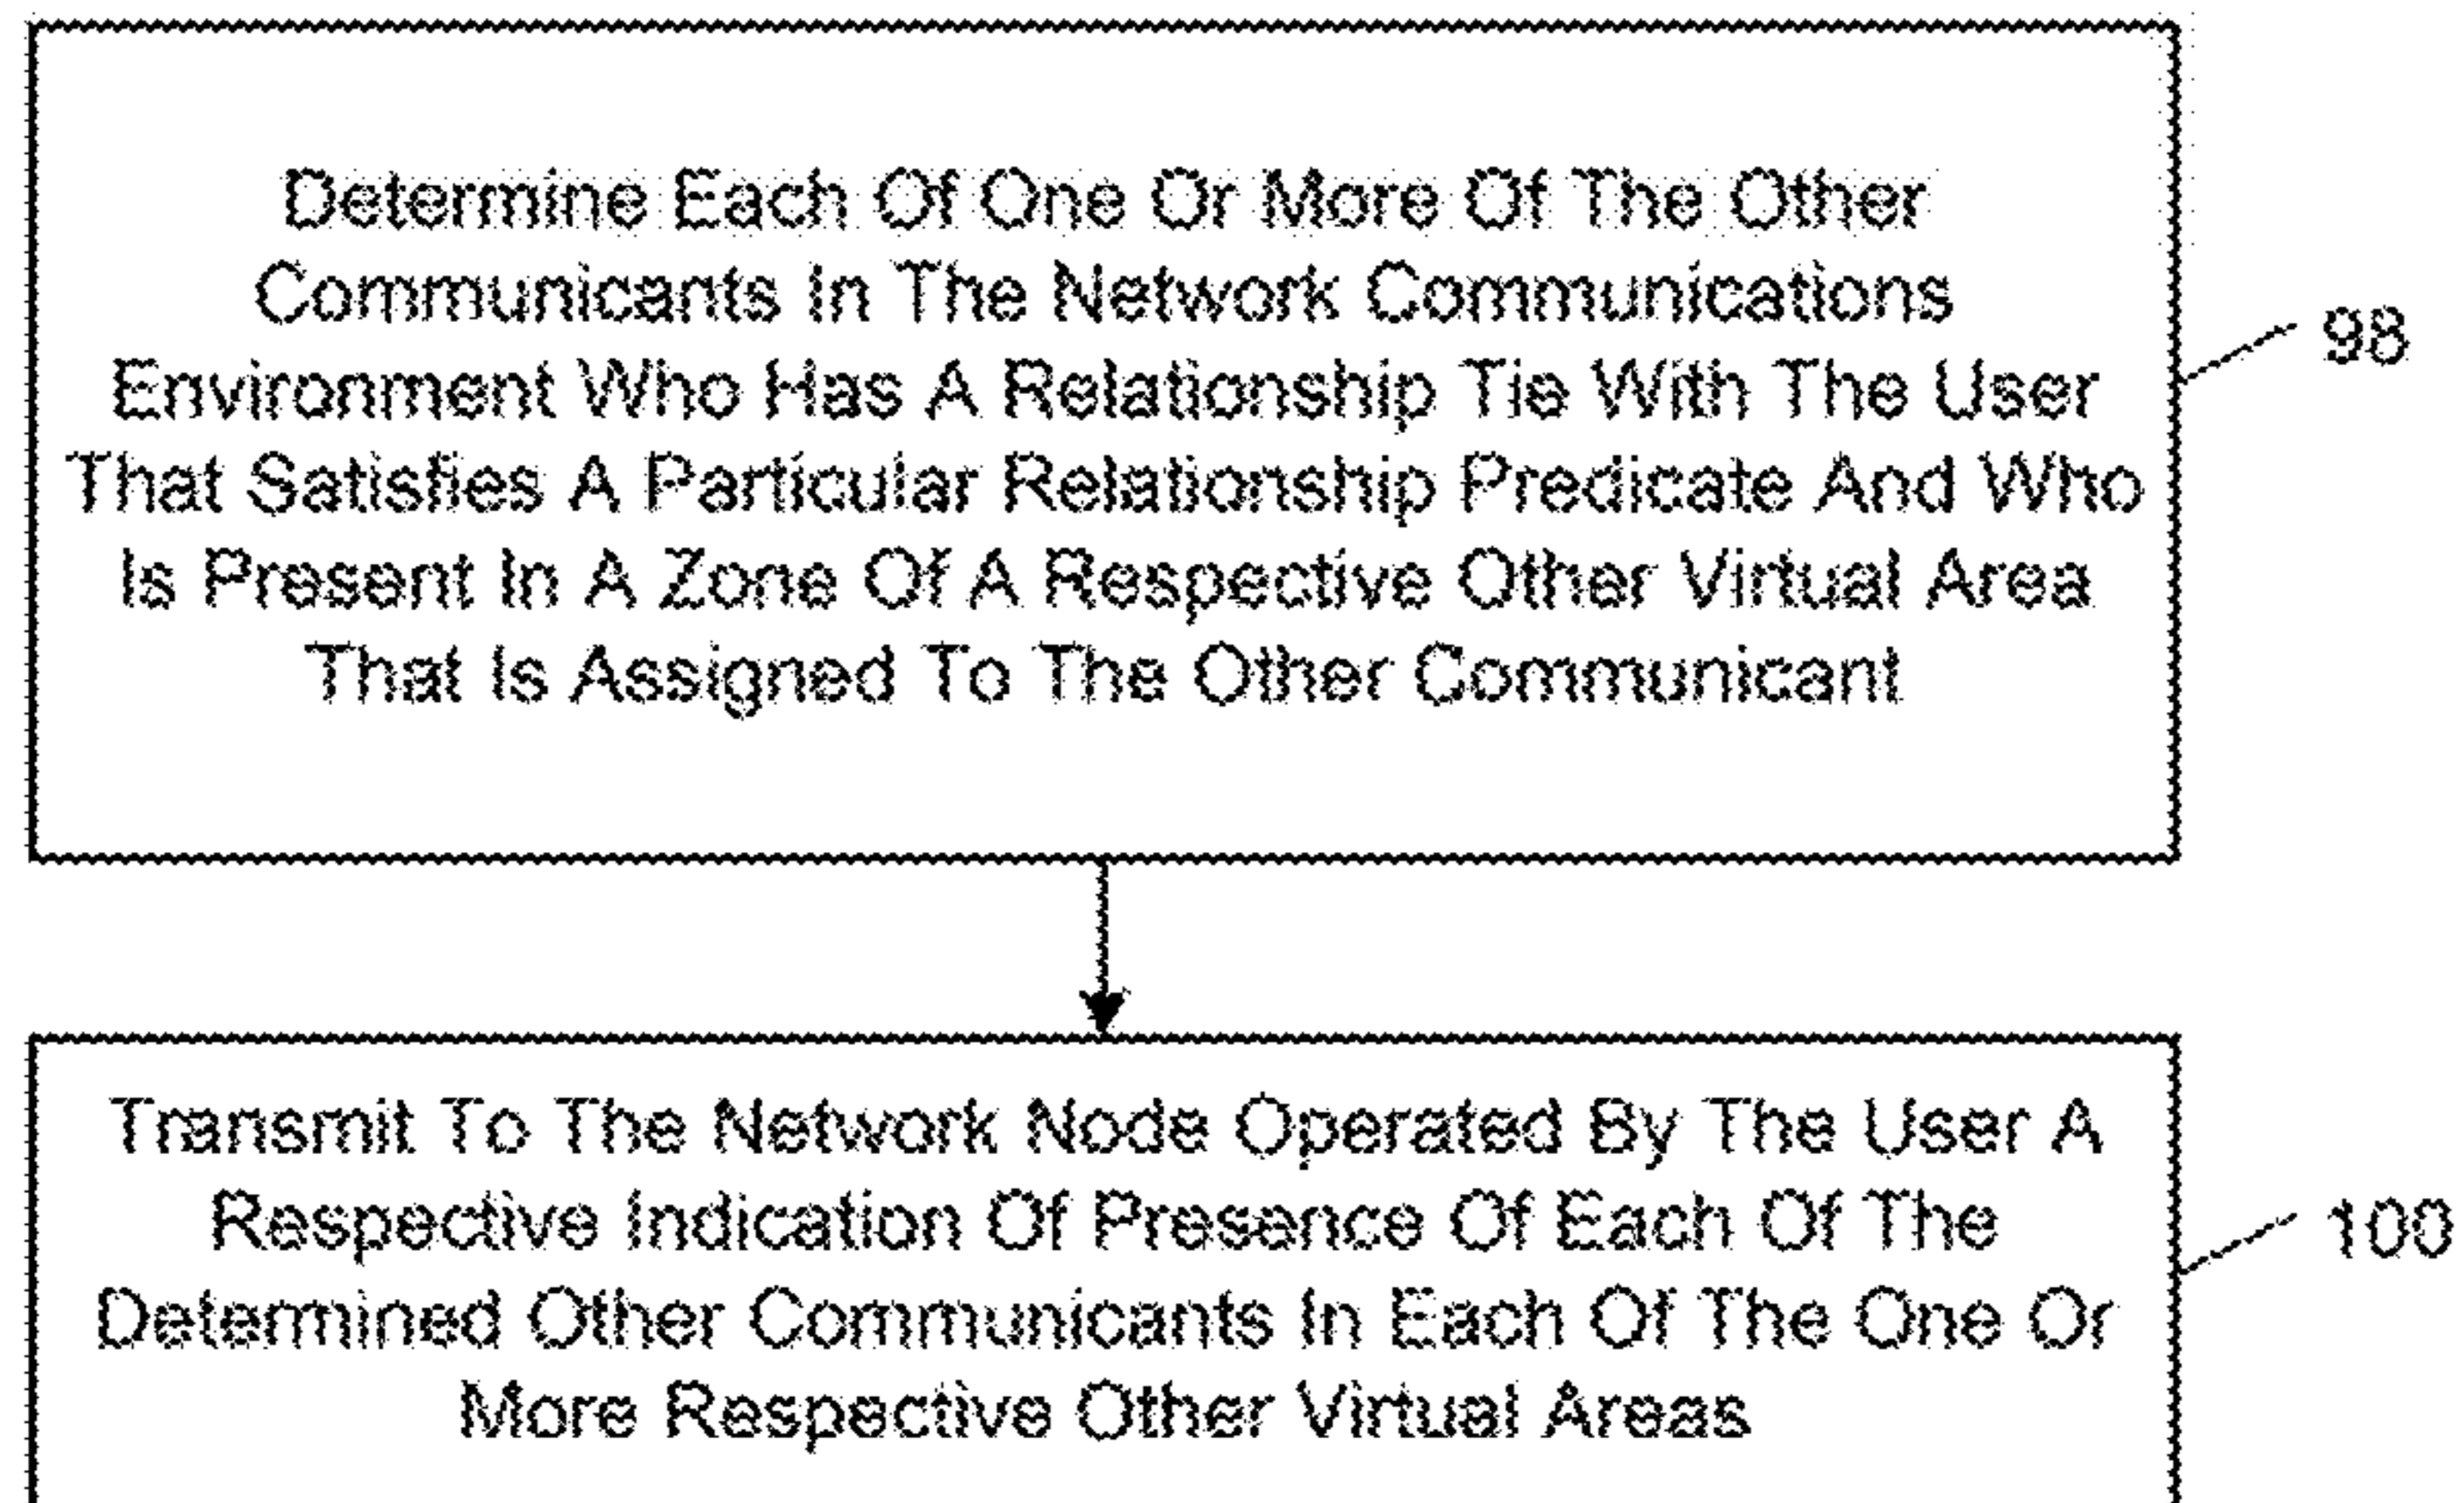 Determine Each Of One Or More Of The Other
Communicants In The Network Communications
Environment Who Has A Relationship Tie With The User
That Satisfies A Particular Relationship Predicate And Who
Is Present In A Zone Of A Respective Other Virtual Area
That Is Assigned To The Other Communicant
98
Transmit To The Network Node Operated By The User A
Respective Indication Of Presence Of Each Of The
Determined Other Communicants In Each Of The One Or
More Respective Other Virtual Areas
100